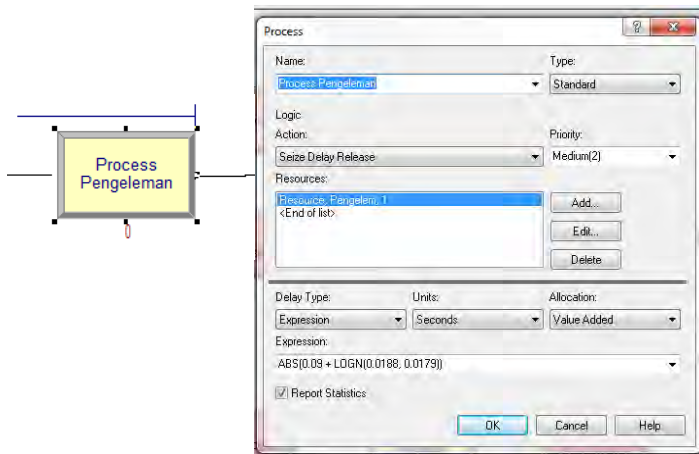 Process
Pengeleman
0
Process
Name:
Type:
Process Pengeleman
Standard
Logic
Action:
Priority:
Seize Delay Release
Medium(2)
Resources:
Resource, Pengelem, 1
<End of list>
Add...
Edit...
Delete
Delay Type:
Units:
Allocation:
Expression
Seconds
Value Added
Expression:
ABS(0.09 + LOGN(0.0188, 0.0179))
Report Statistics
OK
Cancel
Help